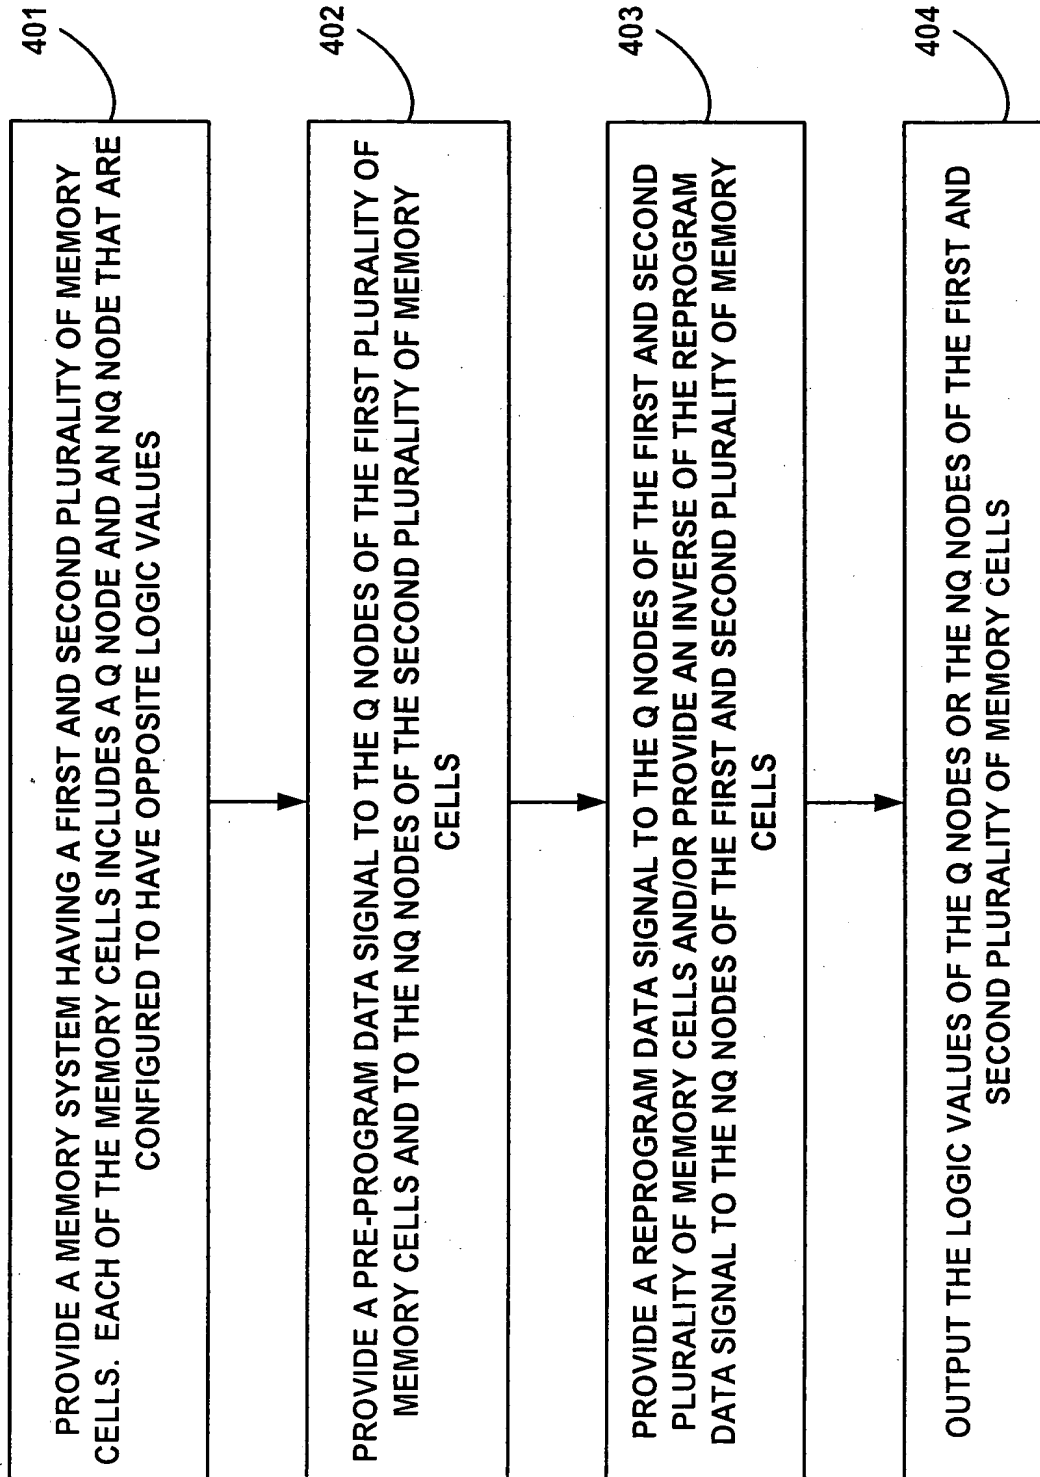 401
PROVIDE A MEMORY SYSTEM HAVING A FIRST AND SECOND PLURALITY OF MEMORY
CELLS. EACH OF THE MEMORY CELLS INCLUDES A Q NODE AND AN NQ NODE THAT ARE
CONFIGURED TO HAVE OPPOSITE LOGIC VALUES
402
PROVIDE A PRE-PROGRAM DATA SIGNAL TO THE Q NODES OF THE FIRST PLURALITY OF
MEMORY CELLS AND TO THE NQ NODES OF THE SECOND PLURALITY OF MEMORY
CELLS
403
PROVIDE A REPROGRAM DATA SIGNAL TO THE Q NODES OF THE FIRST AND SECOND
PLURALITY OF MEMORY CELLS AND/OR PROVIDE AN INVERSE OF THE REPROGRAM
DATA SIGNAL TO THE NQ NODES OF THE FIRST AND SECOND PLURALITY OF MEMORY
CELLS
404
OUTPUT THE LOGIC VALUES OF THE Q NODES OR THE NQ NODES OF THE FIRST AND
SECOND PLURALITY OF MEMORY CELLS